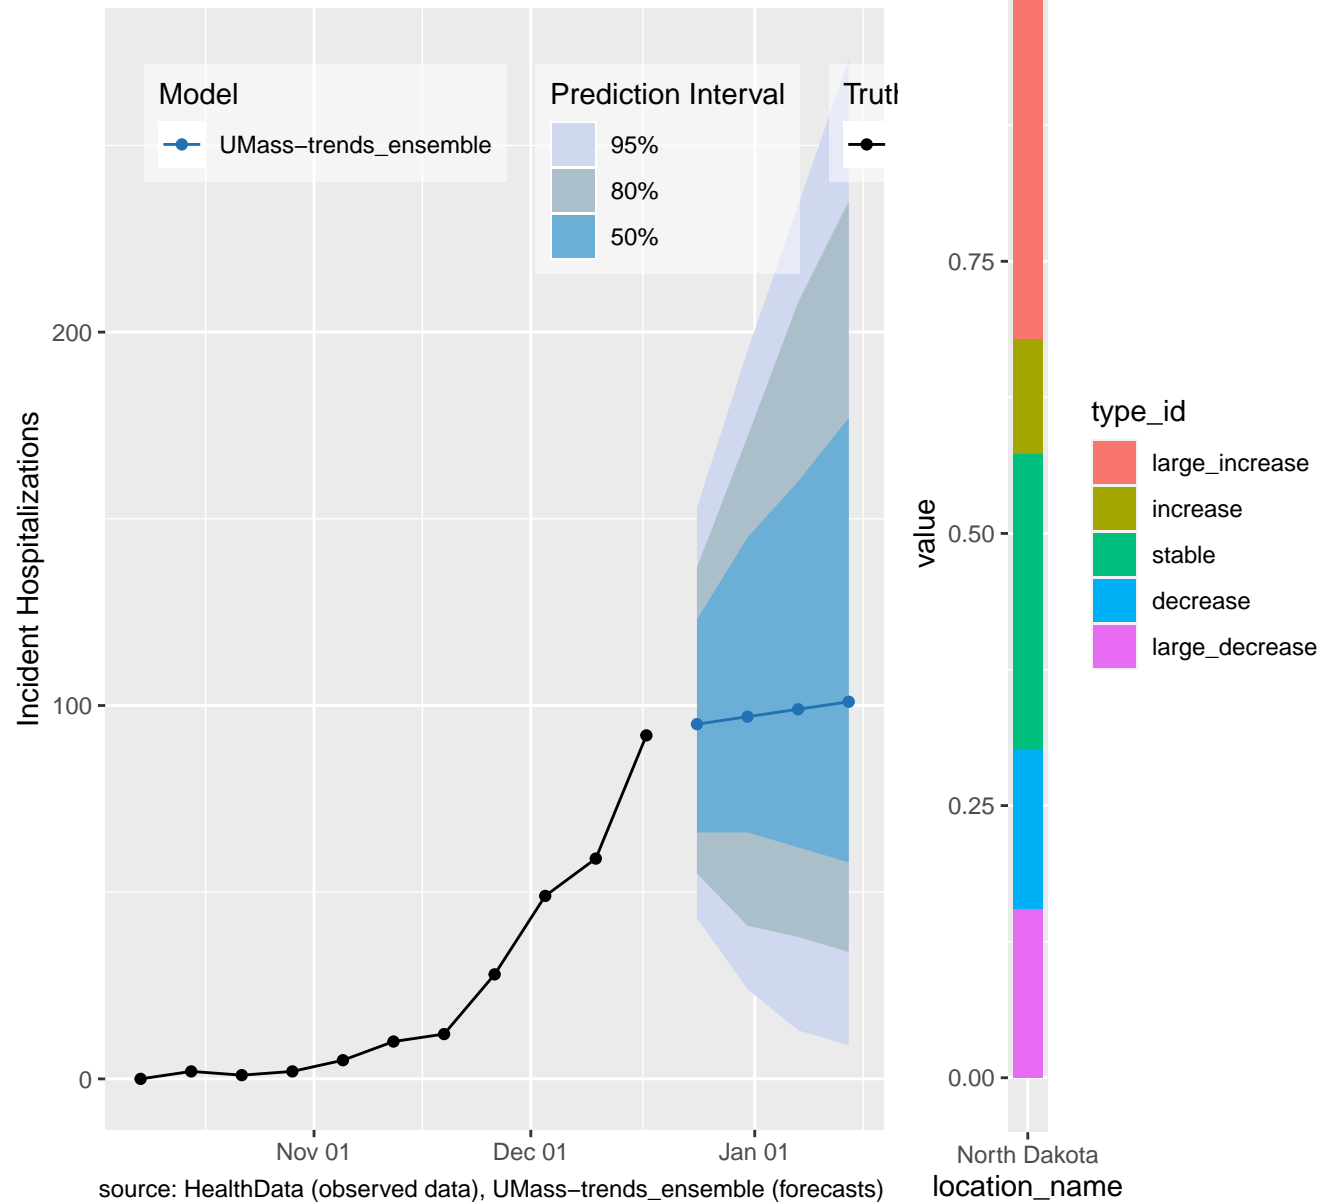 Model
UMass−trends_ensemble
Prediction Interval
95%
80%
50%
Truth
Incident Hospitalizations
200
100
0
Nov 01
Dec 01
Jan 01
source: HealthData (observed data), UMass−trends_ensemble (forecasts)
value
0.75
0.50
0.25
0.00
North Dakota
location_name
type_id
large_increase
increase
stable
decrease
large_decrease